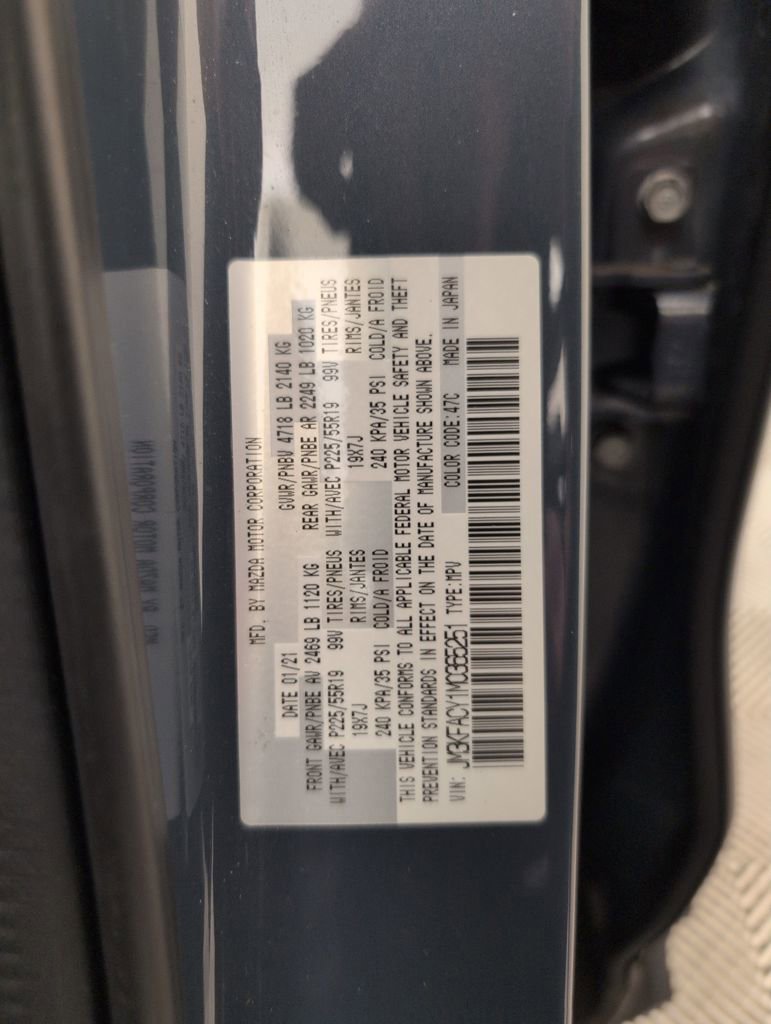 MFD. BY MAZDA MOTOR CORPORATION
DATE 01/21 GVWR/PNBV 4718 LB 2140 KG
FRONT GAWR/PNBE AV 2469 LB 1120 KG REAR GAWR/PNBE AR 2249 LB 1020 KG
WITH/AVEC P225/55R19 99V TIRES/PNEUS WITH/AVEC P225/55R19 99V TIRES/PNEUS
19X7J RIMS/JANTES 19X7J RIMS/JANTES
240 KPA/35 PSI COLD/A FROID 240 KPA/35 PSI COLD/A FROID
THIS VEHICLE CONFORMS TO ALL APPLICABLE FEDERAL MOTOR VEHICLE SAFETY AND THEFT
PREVENTION STANDARDS IN EFFECT ON THE DATE OF MANUFACTURE SHOWN ABOVE.
VIN: JM3KFACY1M0365251 TYPE:MPV COLOR CODE:47C MADE IN JAPAN